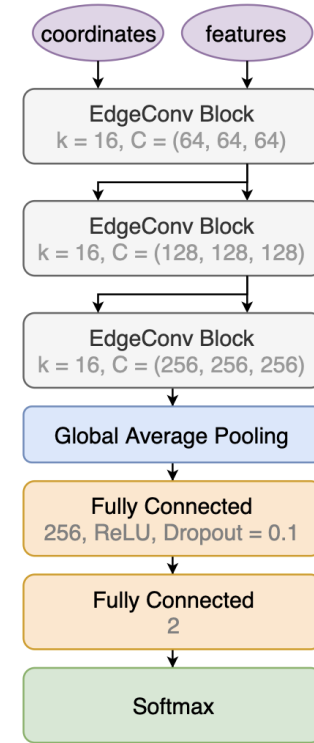 coordinates features
EdgeConv Block
k = 16, C = (64, 64, 64)
EdgeConv Block
k = 16, C = (128, 128, 128)
EdgeConv Block
k = 16, C = (256, 256, 256)
Global Average Pooling
Fully Connected
256, ReLU, Dropout = 0.1
Fully Connected
2
Softmax